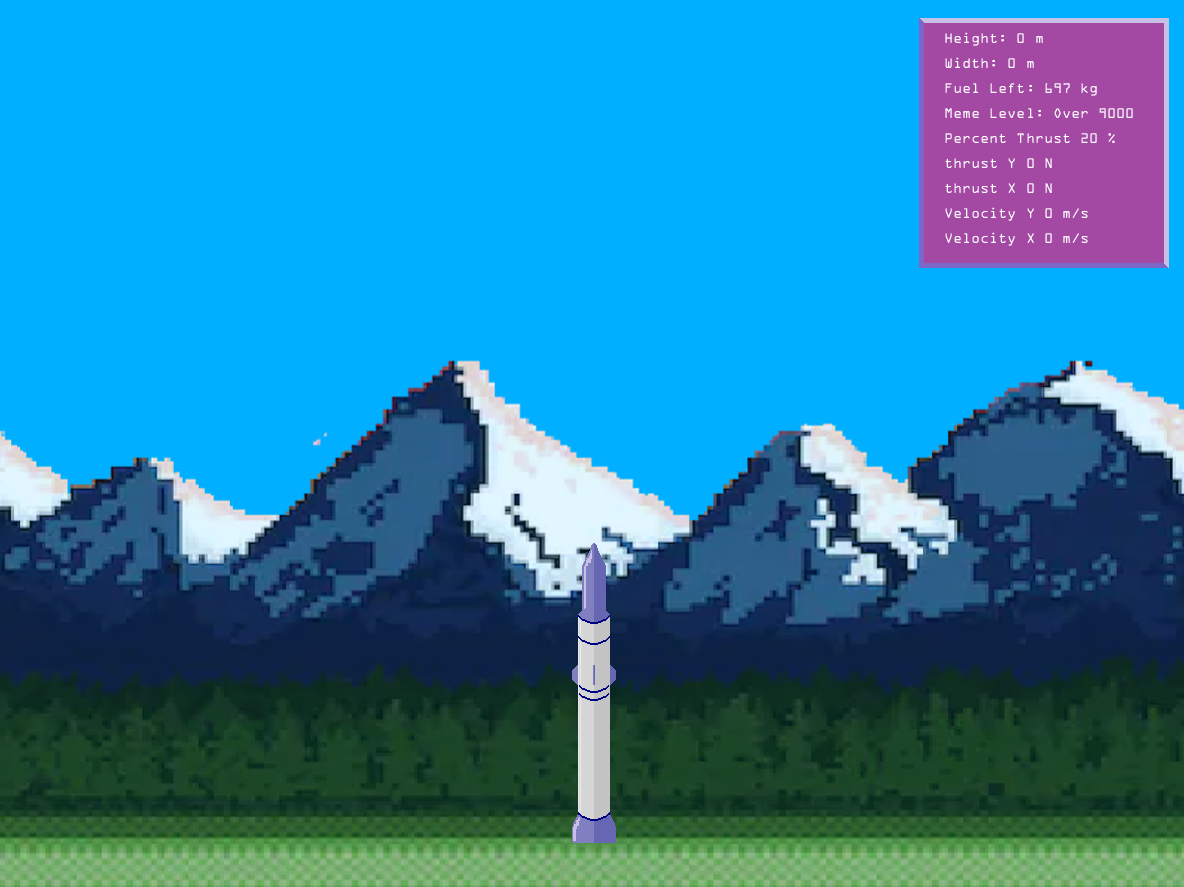 Height: 0 m
Width: 0 m
Fuel Left: 697 kg
Meme Level: Over 9000
Percent Thrust 20 %
thrust Y 0 N
thrust X 0 N
Velocity Y 0 m/s
Velocity X 0 m/s